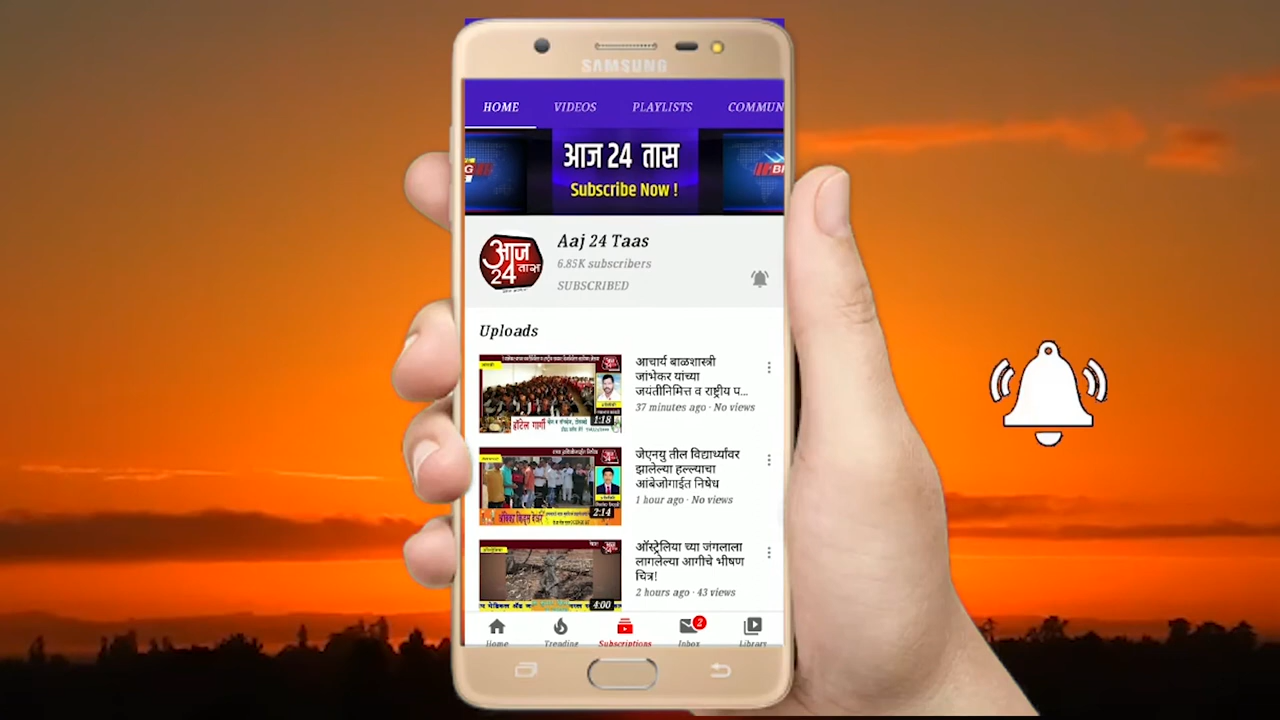 SAMSUNG
HOME VIDEOS PLAYLISTS COMMUN
आज 24 तास
Subscribe Now !
आज
24 तास
Aaj 24 Taas
6.85K subscribers
SUBSCRIBED
Uploads
आचार्य बाळशास्त्री
जांभेकर यांच्या
जयंतीनिमित्त व राष्ट्रीय प...
37 minutes ago · No views
1:18
हॉटेल गार्गी
जेएनयु तील विद्यार्थ्यांवर
झालेल्या हल्ल्याचा
आंबेजोगाईत निषेध
1 hour ago · No views
2:14
ऑस्ट्रेलिया च्या जंगलाला
लागलेल्या आगीचे भीषण
चित्र!
2 hours ago · 43 views
4:00
Home Trending Subscriptions Inbox Library
2